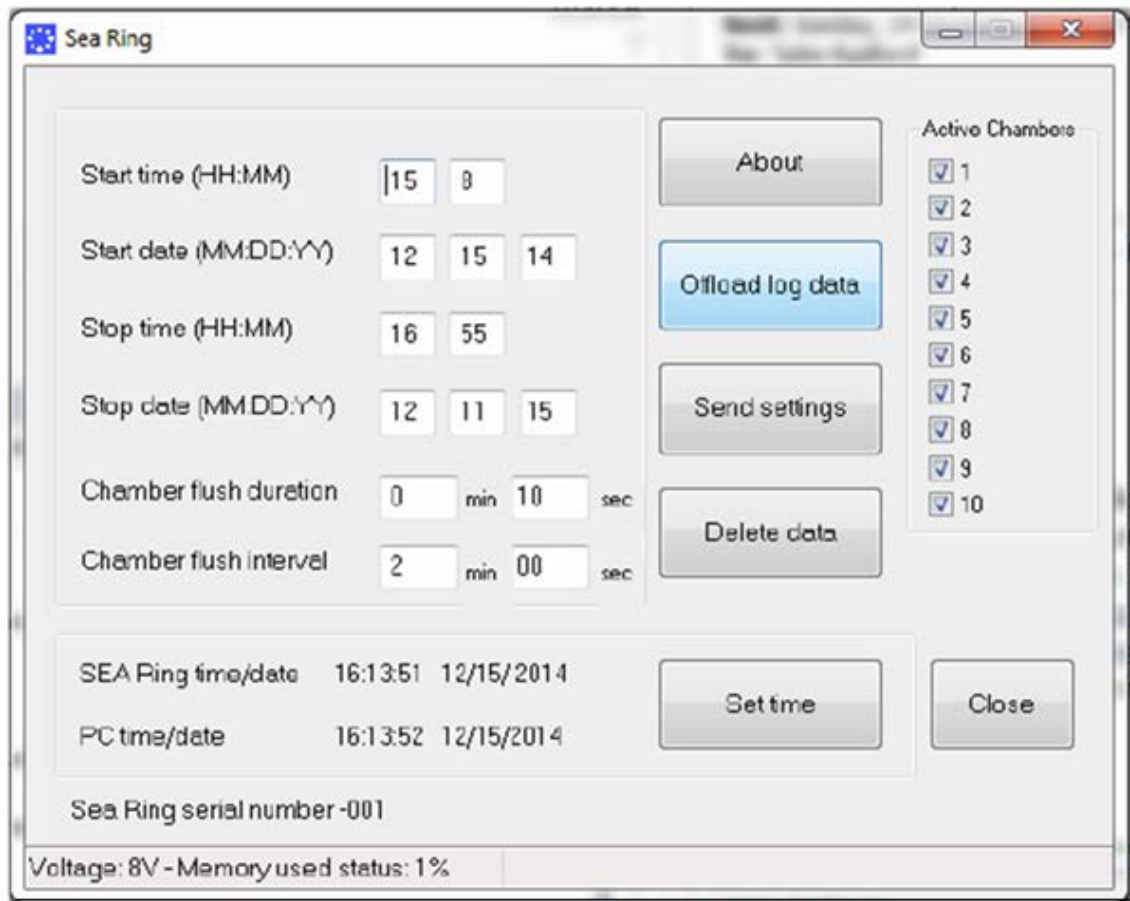 Sea Ring
Start time (HH:MM) 15 8
Start date (MM:DD:YY) 12 15 14
Stop time (HH:MM) 16 55
Stop date (MM:DD:YY) 12 11 15
Chamber flush duration 0 min 10 sec
Chamber flush interval 2 min 00 sec
About
Offload log data
Send settings
Delete data
Active Chambers
1
2
3
4
5
6
7
8
9
10
SEA Ring time/date 16:13:51 12/15/2014
PC time/date 16:13:52 12/15/2014
Set time
Close
Sea Ring serial number -001
Voltage: 8V - Memory used status: 1%